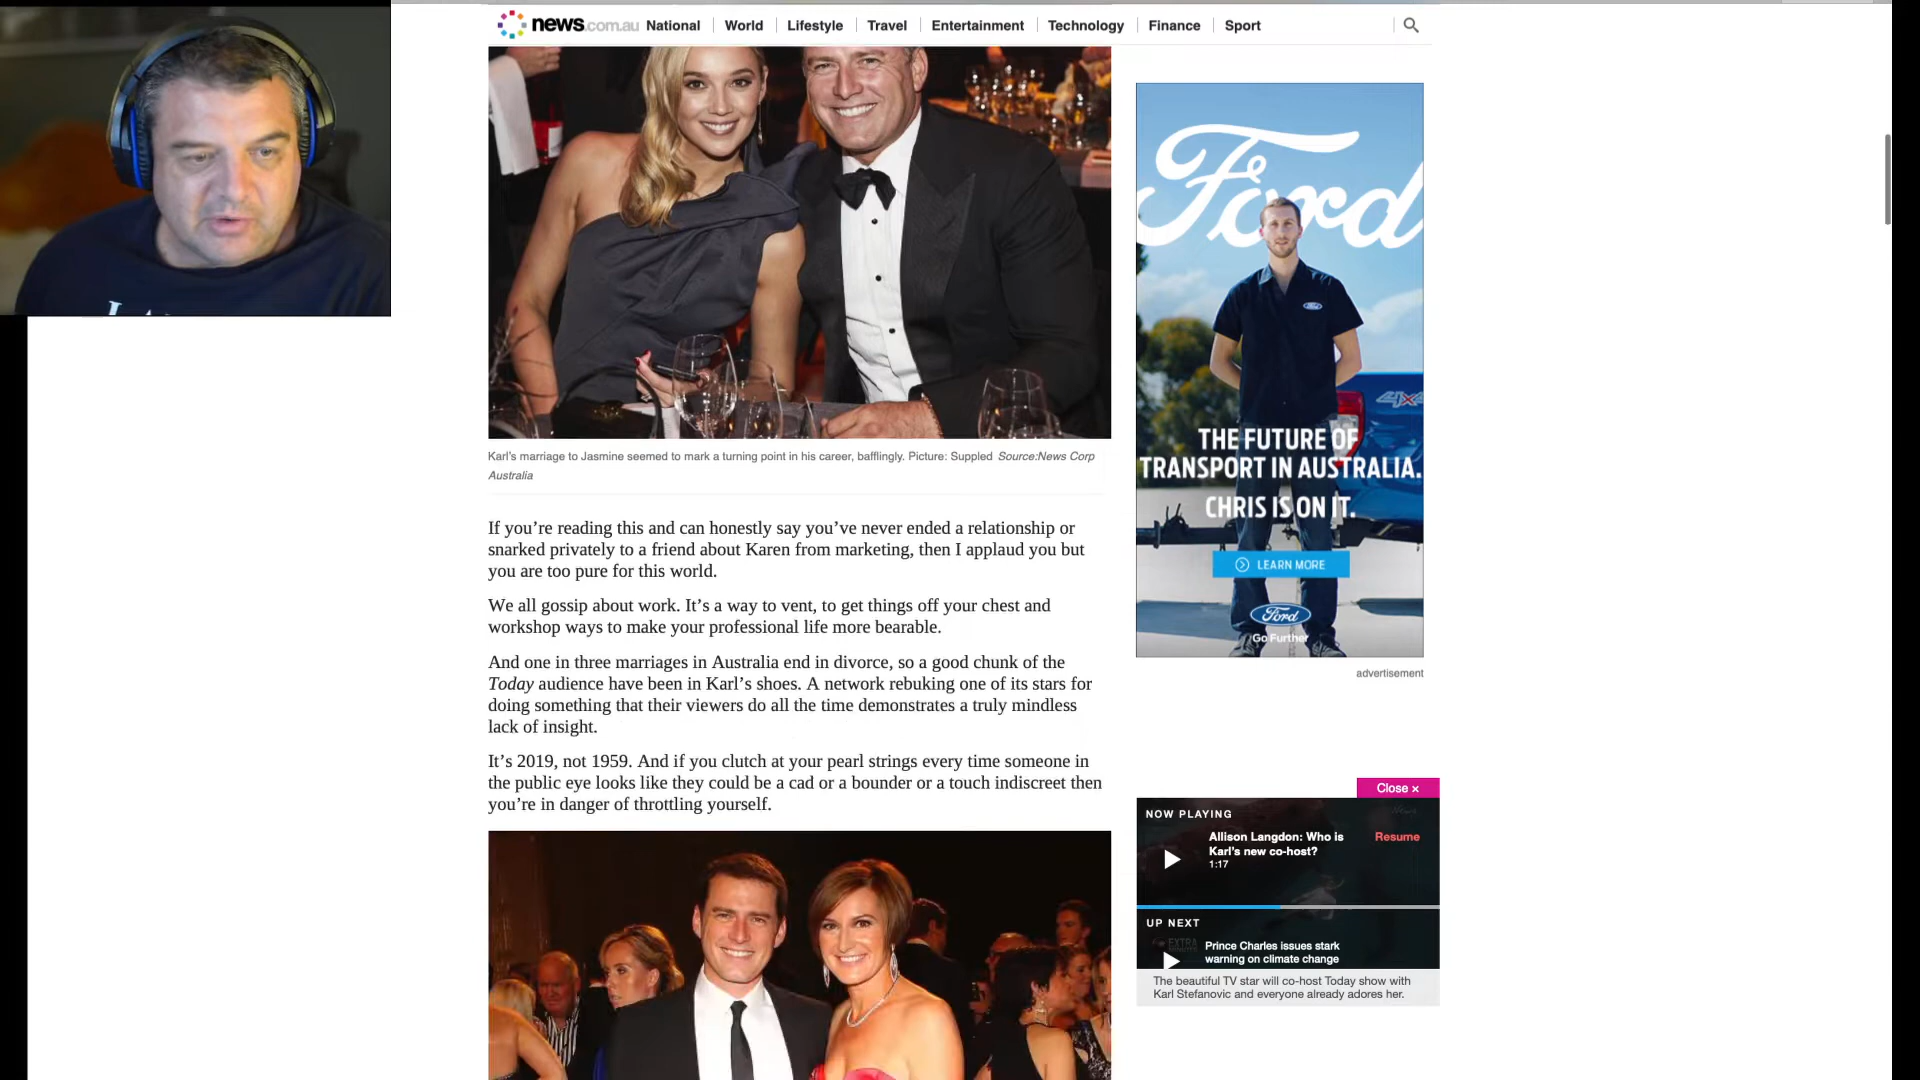 news.com.au National World Lifestyle Travel Entertainment Technology Finance Sport
Karl's marriage to Jasmine seemed to mark a turning point in his career, bafflingly. Picture: Suppled Source:News Corp
Australia
If you're reading this and can honestly say you've never ended a relationship or
snarked privately to a friend about Karen from marketing, then I applaud you but
you are too pure for this world.
We all gossip about work. It's a way to vent, to get things off your chest and
workshop ways to make your professional life more bearable.
And one in three marriages in Australia end in divorce, so a good chunk of the
Today audience have been in Karl's shoes. A network rebuking one of its stars for
doing something that their viewers do all the time demonstrates a truly mindless
lack of insight.
It's 2019, not 1959. And if you clutch at your pearl strings every time someone in
the public eye looks like they could be a cad or a bounder or a touch indiscreet then
you're in danger of throttling yourself.
Ford
Ford
4X4
THE FUTURE OF
TRANSPORT IN AUSTRALIA.
CHRIS IS ON IT.
LEARN MORE
Ford
Go Further
advertisement
Close ×
NOW PLAYING
Allison Langdon: Who is
Karl's new co-host?
Resume
1:17
UP NEXT
EXTRA
Prince Charles issues stark
warning on climate change
The beautiful TV star will co-host Today show with
Karl Stefanovic and everyone already adores her.